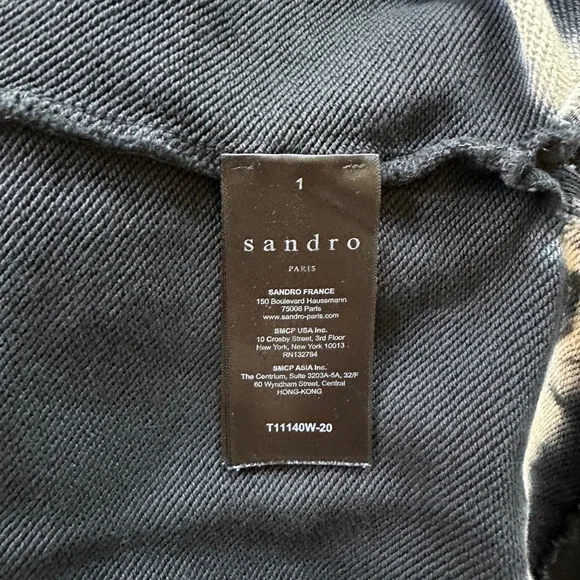 1
sandro
PARIS
SANDRO FRANCE
150 Boulevard Haussmann
75008 Paris
www.sandro-paris.com
SMCP USA Inc.
10 Crosby Street, 3rd Floor
New York, New York 10013
RN132784
SMCP ASIA Inc.
The Centrium, Suite 3203A-5A, 32/F
60 Wyndham Street, Central
HONG-KONG
T11140W-20